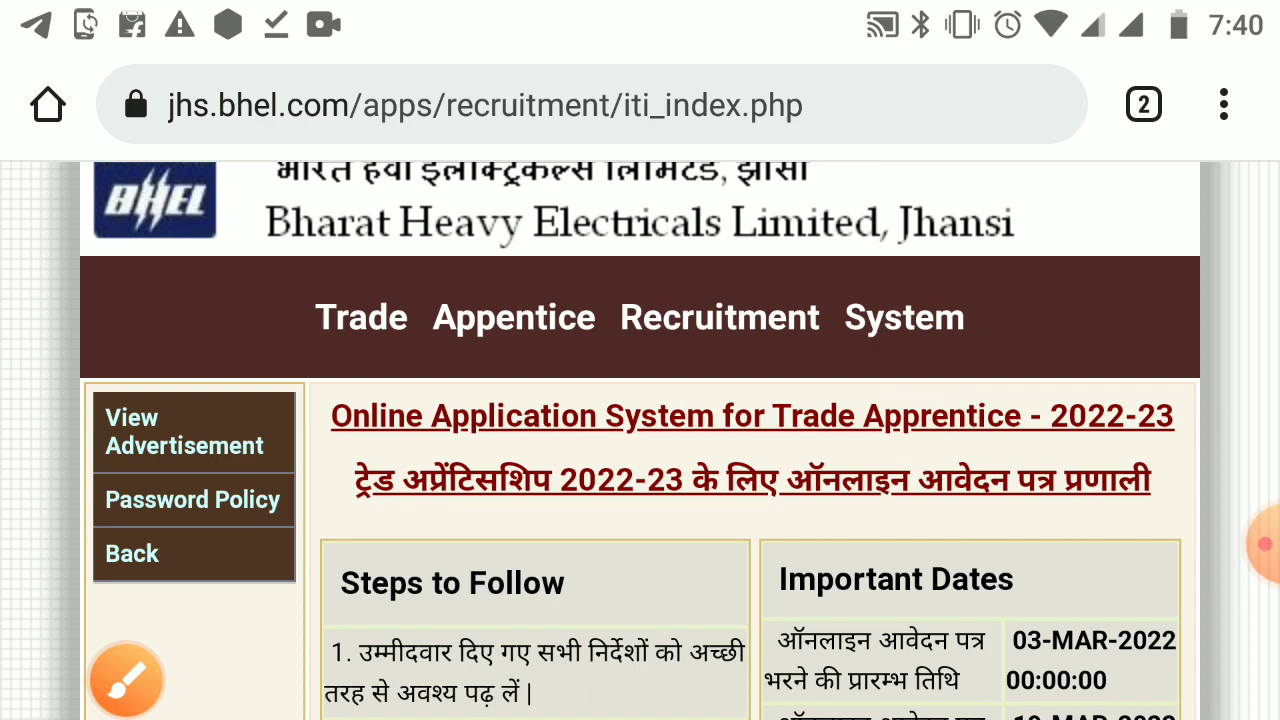 7:40
jhs.bhel.com/apps/recruitment/iti_index.php
2
BHEL
भारत हेवी इलेक्ट्रिकल्स लिमिटेड, झांसी
Bharat Heavy Electricals Limited, Jhansi
Trade Appentice Recruitment System
View
Advertisement
Password Policy
Back
Online Application System for Trade Apprentice - 2022-23
ट्रेड अप्रेंटिसशिप 2022-23 के लिए ऑनलाइन आवेदन पत्र प्रणाली
Steps to Follow
1. उम्मीदवार दिए गए सभी निर्देशों को अच्छी
तरह से अवश्य पढ़ लें |
Important Dates
ऑनलाइन आवेदन पत्र
भरने की प्रारम्भ तिथि
03-MAR-2022
00:00:00